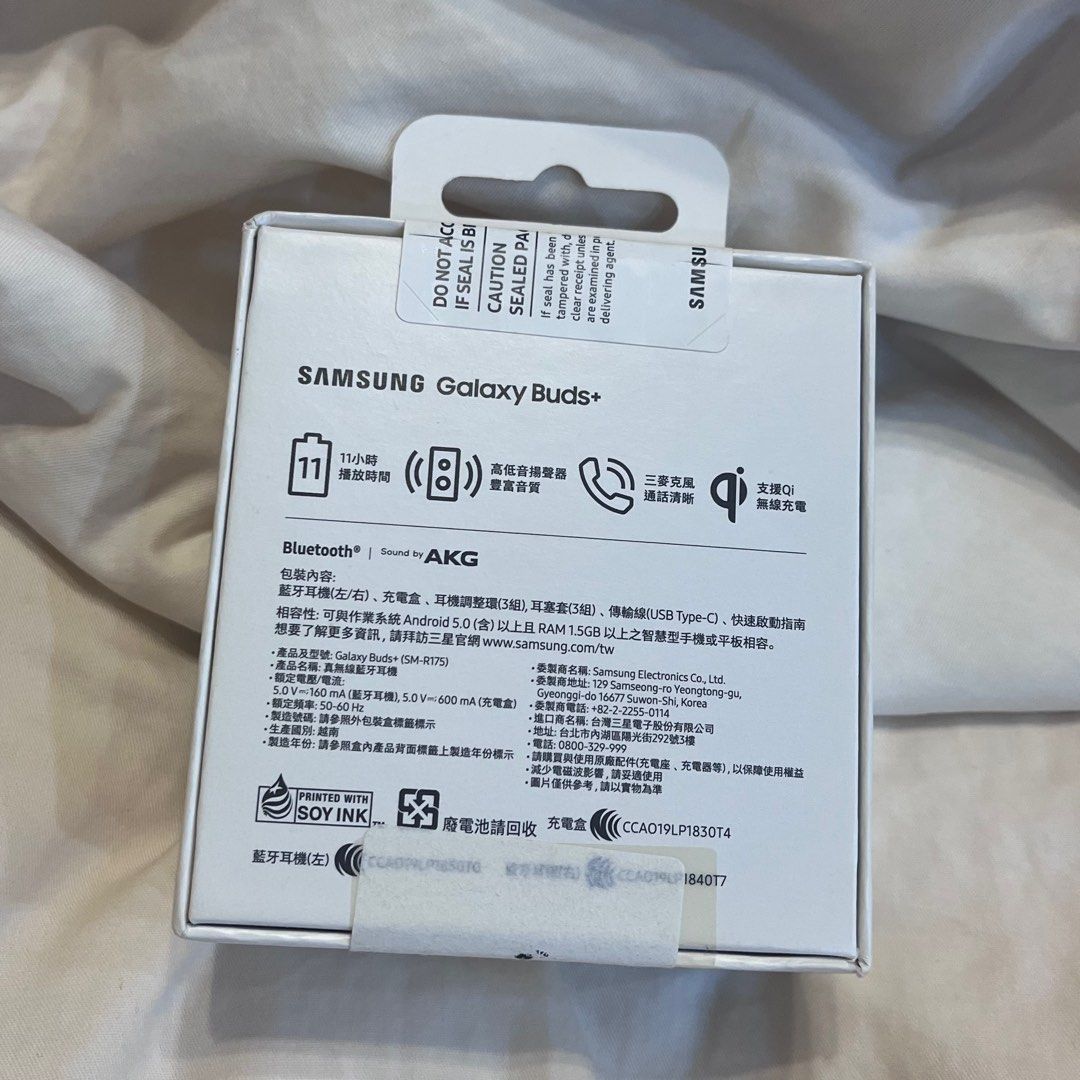 DO NOT ACC
IF SEAL IS B
CAUTION
SEALED PA
If seal has been
tampered with, d
clear receipt unles
are examined in p
delivering agent.
SAMSU
SAMSUNG Galaxy Buds+
11
11小時
播放時間
高低音揚聲器
豐富音質
三麥克風
通話清晰
qi
支援Qi
無線充電
Bluetooth® | Sound by AKG
包裝內容:
藍牙耳機(左/右)、充電盒、耳機調整環(3組), 耳塞套(3組)、傳輸線(USB Type-C)、快速啟動指南
相容性: 可與作業系統 Android 5.0 (含) 以上且 RAM 1.5GB 以上之智慧型手機或平板相容。
想要了解更多資訊, 請拜訪三星官網 www.samsung.com/tw
•產品及型號: Galaxy Buds+ (SM-R175)
•產品名稱: 真無線藍牙耳機
•額定電壓/電流:
5.0 V⎓160 mA (藍牙耳機), 5.0 V⎓600 mA (充電盒)
•額定頻率: 50-60 Hz
•製造號碼: 請參照外包裝盒標籤標示
•生產國別: 越南
•製造年份: 請參照盒內產品背面標籤上製造年份標示
•委製商名稱: Samsung Electronics Co., Ltd.
•委製商地址: 129 Samseong-ro Yeongtong-gu,
Gyeonggi-do 16677 Suwon-Shi, Korea
•委製商電話: +82-2-2255-0114
•進口商名稱: 台灣三星電子股份有限公司
•地址: 台北市內湖區陽光街292號3樓
•電話: 0800-329-999
•請購買與使用原廠配件(充電座、充電器等), 以保障使用權益
•減少電磁波影響, 請妥適使用
•圖片僅供參考, 請以實物為準
PRINTED WITH
SOY INK™
廢電池請回收
充電盒 CCAO19LP1830T4
藍牙耳機(左)
1840T7